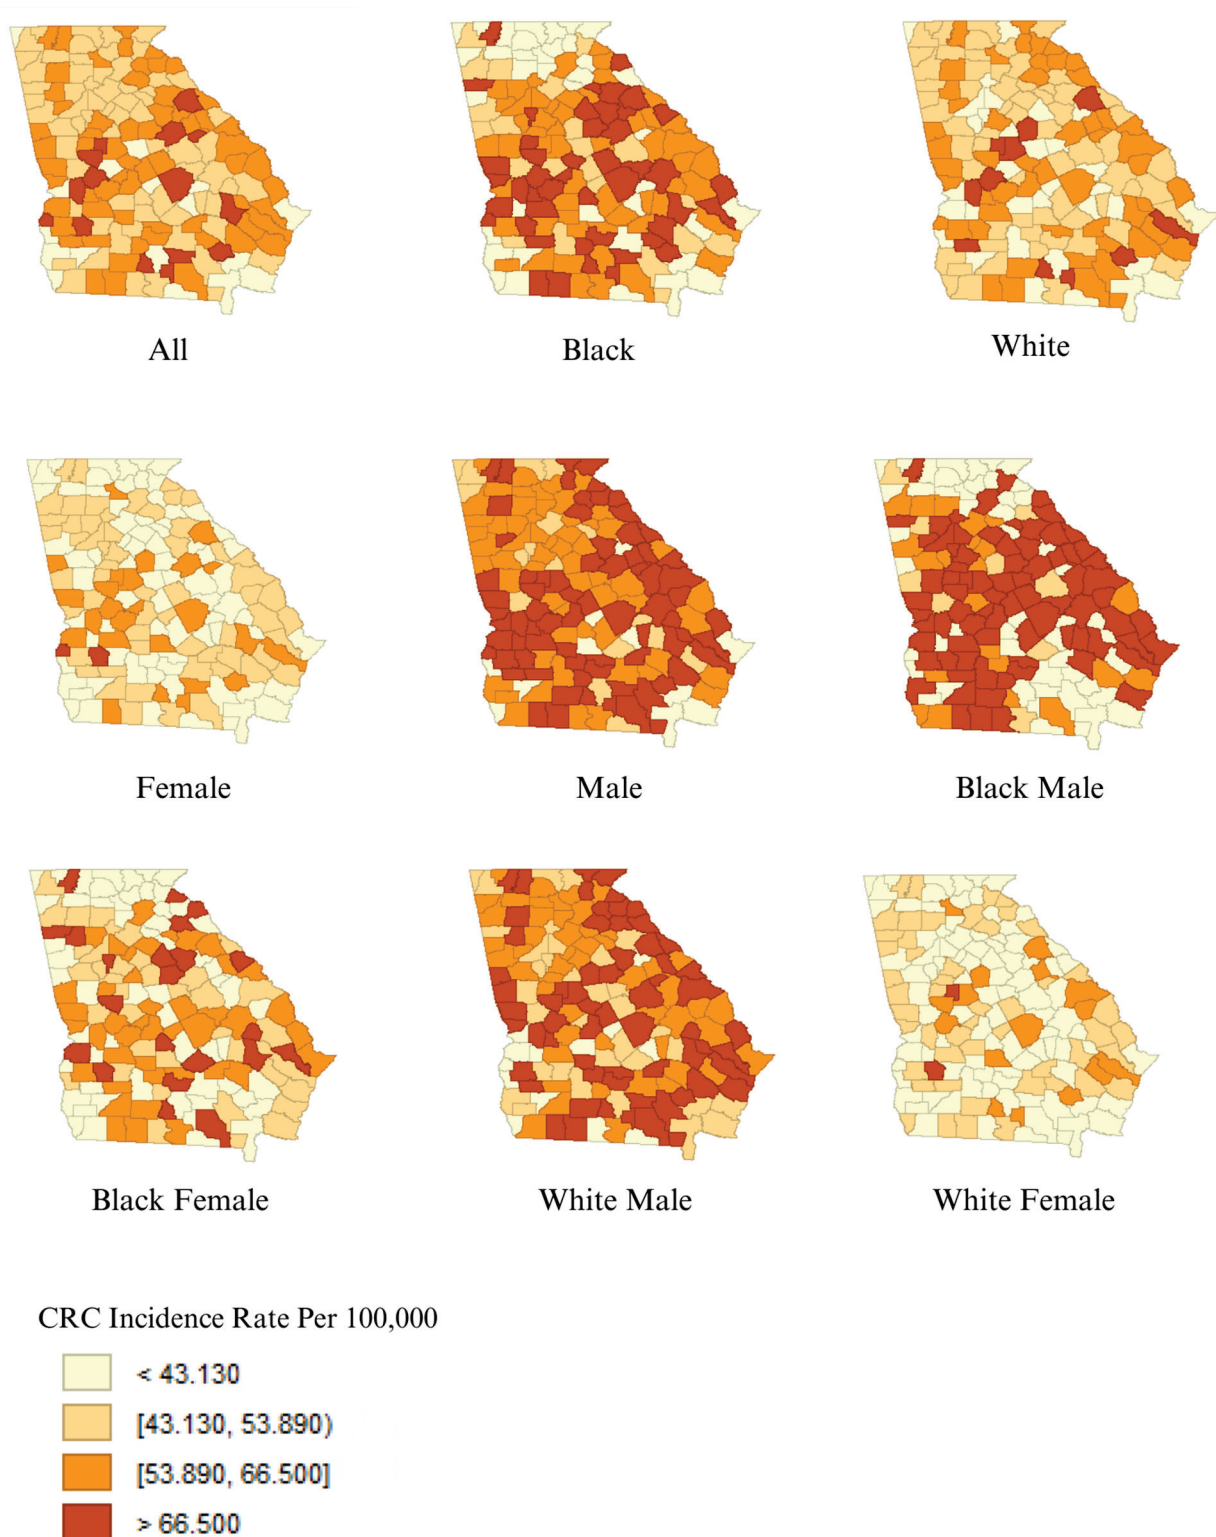 All
Black
White
Female
Male
Black Male
Black Female
White Male
White Female
CRC Incidence Rate Per 100,000
< 43.130
[43.130, 53.890)
[53.890, 66.500]
> 66.500